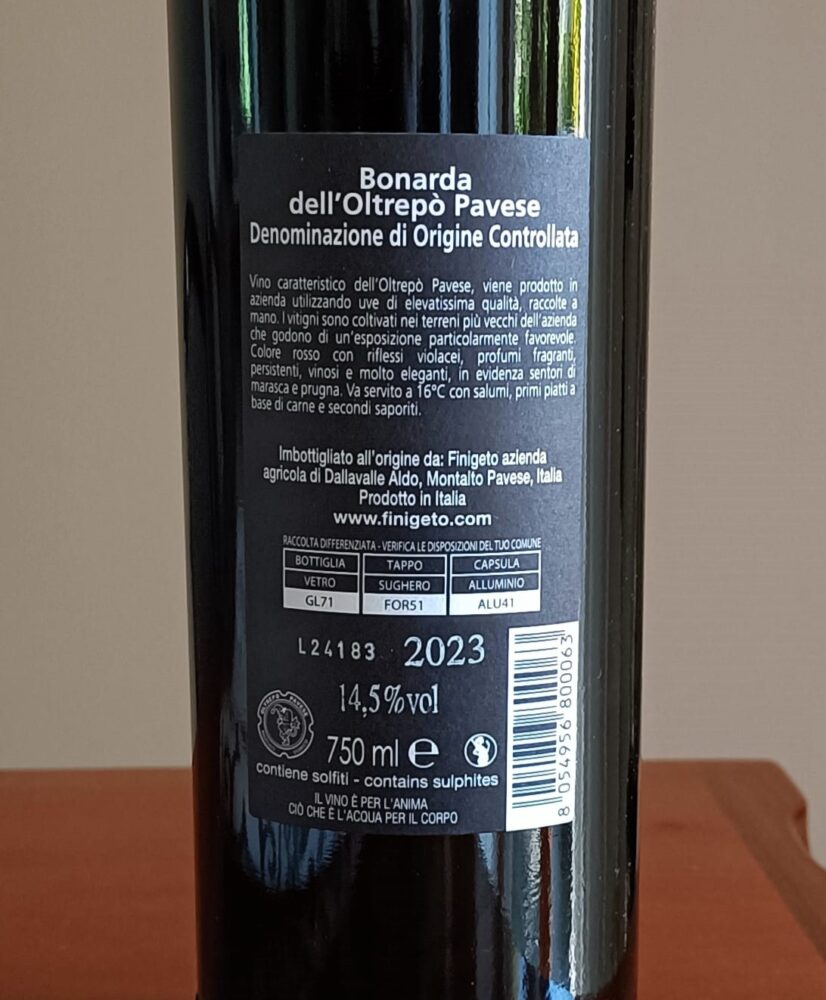 Bonarda
dell'Oltrepò Pavese
Denominazione di Origine Controllata
Vino caratteristico dell'Oltrepò Pavese, viene prodotto in
azienda utilizzando uve di elevatissima qualità, raccolte a
mano. I vitigni sono coltivati nei terreni più vecchi dell'azienda
che godono di un'esposizione particolarmente favorevole.
Colore rosso con riflessi violacei, profumi fragranti,
persistenti, vinosi e molto eleganti, in evidenza sentori di
marasca e prugna. Va servito a 16°C con salumi, primi piatti a
base di carne e secondi saporiti.
Imbottigliato all'origine da: Finigeto azienda
agricola di Dallavalle Aldo, Montalto Pavese, Italia
Prodotto in Italia
www.finigeto.com
RACCOLTA DIFFERENZIATA - VERIFICA LE DISPOSIZIONI DEL TUO COMUNE
BOTTIGLIA TAPPO CAPSULA
VETRO SUGHERO ALLUMINIO
GL71 FOR51 ALU41
L24183 2023
14,5%vol
OLTREPÒ PAVESE
750 ml e
contiene solfiti - contains sulphites
IL VINO È PER L'ANIMA
CIÒ CHE È L'ACQUA PER IL CORPO
8 054956 800063